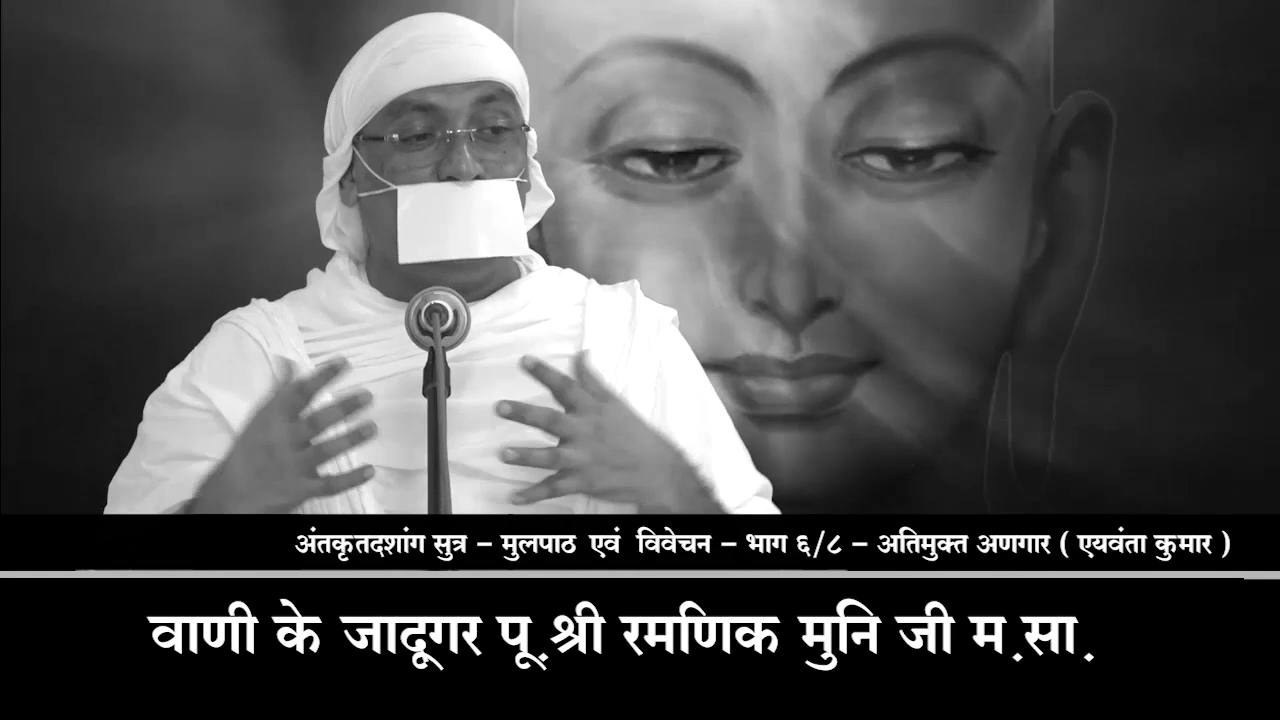 अंतकृतदशांग सुत्र – मुलपाठ एवं विवेचन – भाग ६/८ – अतिमुक्त अणगार ( एयवंता कुमार )
वाणी के जादूगर पू.श्री रमणिक मुनि जी म.सा.